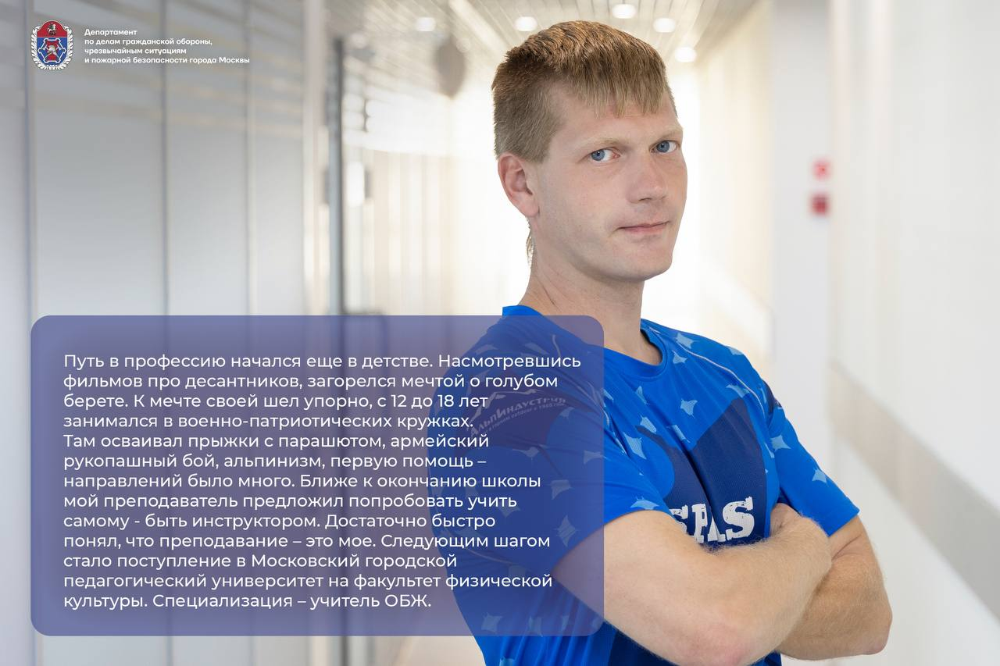 Департамент
по делам гражданской обороны,
чрезвычайным ситуациям
и пожарной безопасности города Москвы
Путь в профессию начался еще в детстве. Насмотревшись
фильмов про десантников, загорелся мечтой о голубом
берете. К мечте своей шел упорно, с 12 до 18 лет
занимался в военно-патриотических кружках.
Там осваивал прыжки с парашютом, армейский
рукопашный бой, альпинизм, первую помощь –
направлений было много. Ближе к окончанию школы
мой преподаватель предложил попробовать учить
самому - быть инструктором. Достаточно быстро
понял, что преподавание – это мое. Следующим шагом
стало поступление в Московский городской
педагогический университет на факультет физической
культуры. Специализация – учитель ОБЖ.
АльпИндустрия
SPAS